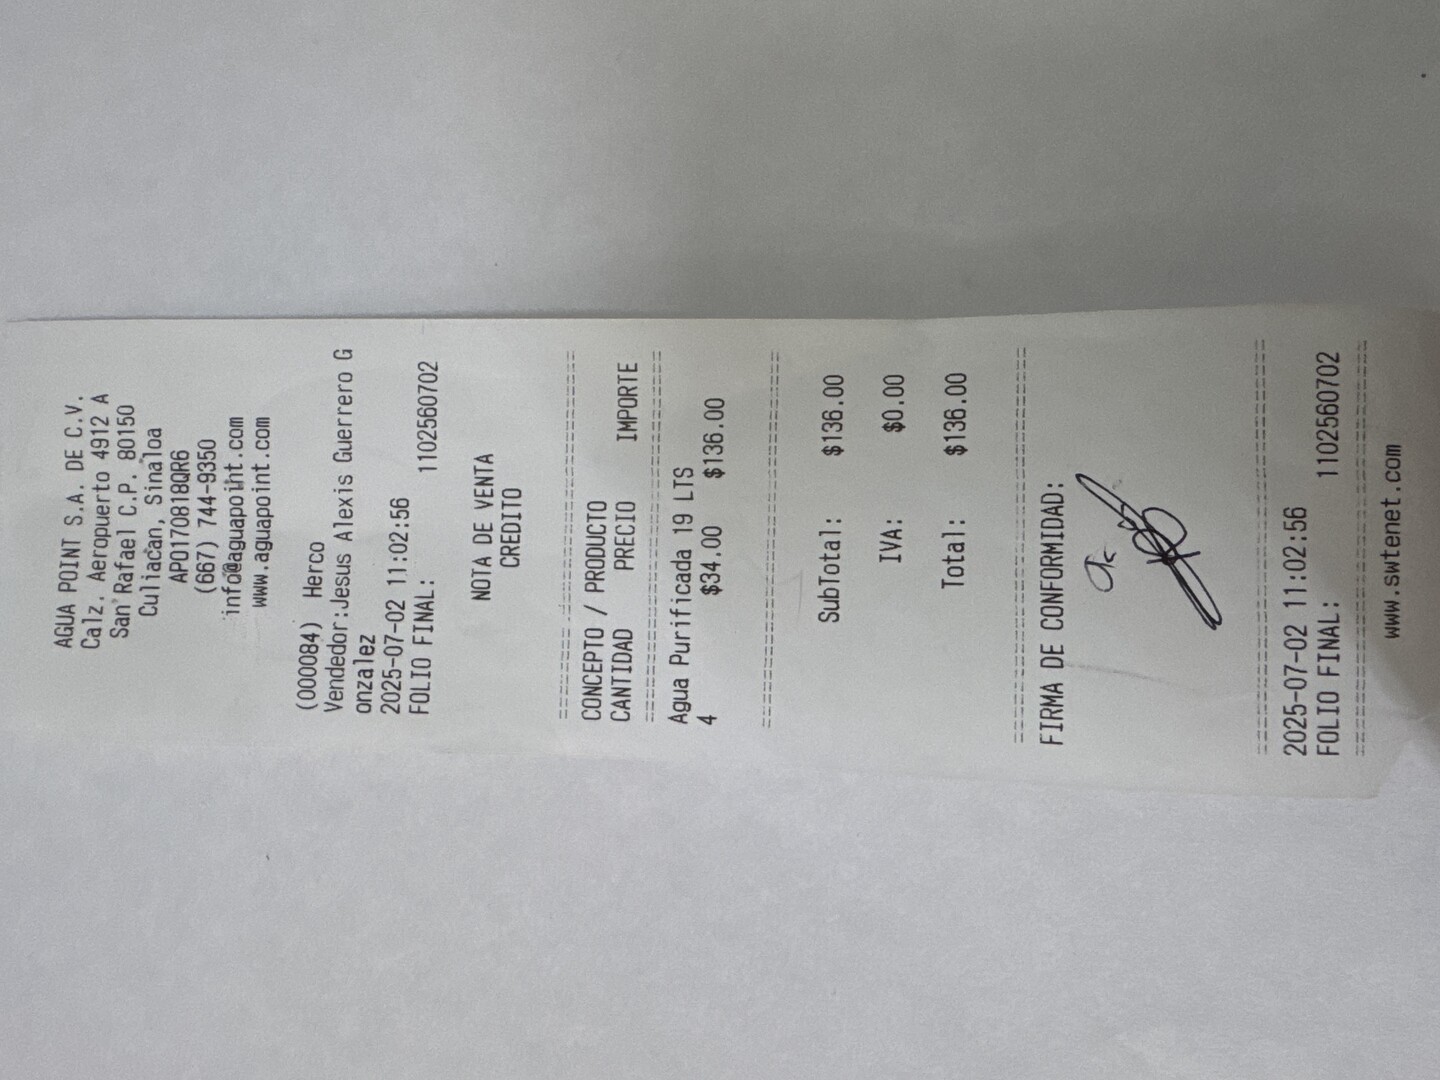 AGUA POINT S.A. DE C.V.
Calz. Aeropuerto 4912 A
San Rafael C.P. 80150
Culiacan, Sinaloa
APO170818QR6
(667) 744-9350
info@aguapoint.com
www.aguapoint.com
(000084) Herco
Vendedor:Jesus Alexis Guerrero G
onzalez
2025-07-02 11:02:56
FOLIO FINAL: 1102560702
NOTA DE VENTA
CREDITO
================================
CONCEPTO / PRODUCTO
CANTIDAD PRECIO IMPORTE
================================
Agua Purificada 19 LTS
4 $34.00 $136.00
================================
SubTotal: $136.00
IVA: $0.00
Total: $136.00
================================
FIRMA DE CONFORMIDAD:
================================
2025-07-02 11:02:56
FOLIO FINAL: 1102560702
================================
www.swtenet.com